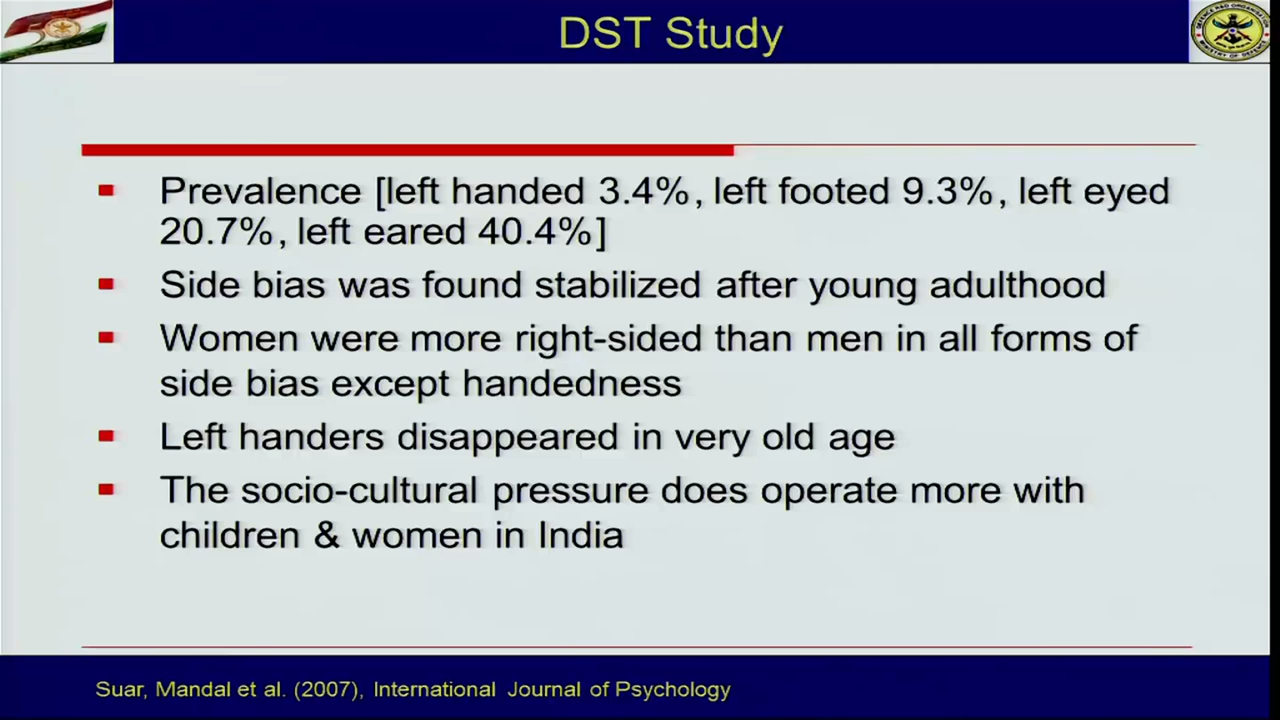 DST Study
Prevalence [left handed 3.4%, left footed 9.3%, left eyed
20.7%, left eared 40.4%]
Side bias was found stabilized after young adulthood
Women were more right-sided than men in all forms of
side bias except handedness
Left handers disappeared in very old age
The socio-cultural pressure does operate more with
children & women in India
Suar, Mandal et al. (2007), International Journal of Psychology